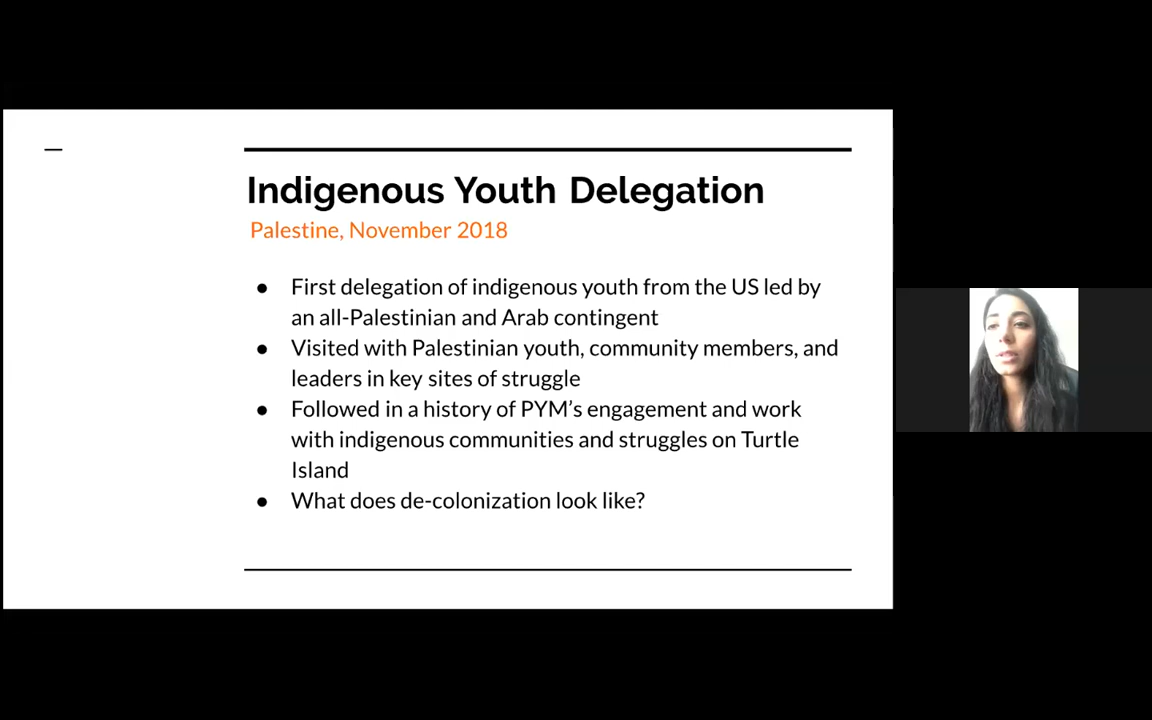 Indigenous Youth Delegation
Palestine, November 2018
● First delegation of indigenous youth from the US led by
an all-Palestinian and Arab contingent
● Visited with Palestinian youth, community members, and
leaders in key sites of struggle
● Followed in a history of PYM's engagement and work
with indigenous communities and struggles on Turtle
Island
● What does de-colonization look like?